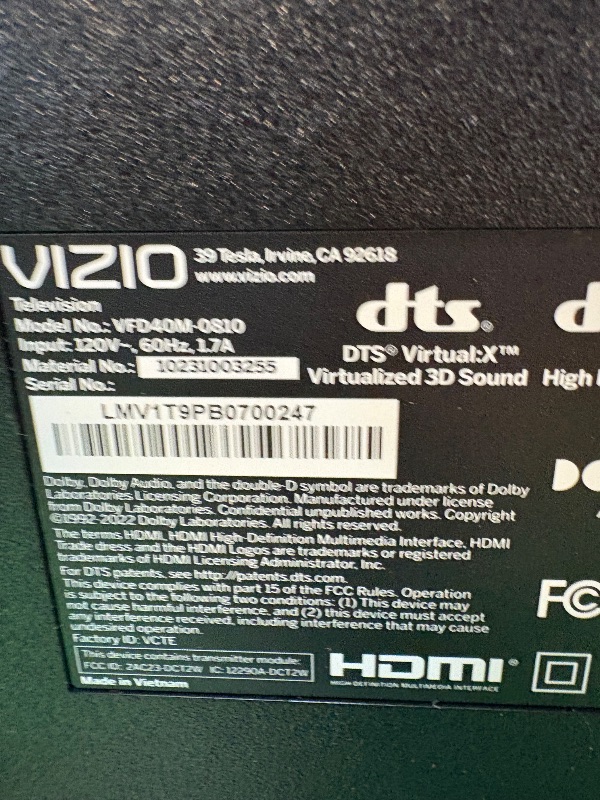 VIZIO
39 Tesla, Irvine, CA 92618
www.vizio.com
Television
Model No.: VFD40M-0810
Input: 120V~, 60Hz, 1.7A
Material No.: 10231003255
Serial No.:
LMV1T9PB0700247
dts®
DTS® Virtual:X™
Virtualized 3D Sound
High
Dolby, Dolby Audio, and the double-D symbol are trademarks of Dolby
Laboratories Licensing Corporation. Manufactured under license
from Dolby Laboratories. Confidential unpublished works. Copyright
©1992-2022 Dolby Laboratories. All rights reserved.
The terms HDMI, HDMI High-Definition Multimedia Interface, HDMI
Trade dress and the HDMI Logos are trademarks or registered
trademarks of HDMI Licensing Administrator, Inc.
For DTS patents, see http://patents.dts.com.
This device complies with part 15 of the FCC Rules. Operation
is subject to the following two conditions: (1) This device may
not cause harmful interference, and (2) this device must accept
any interference received, including interference that may cause
undesired operation.
Factory ID: VCTE
This device contains transmitter module:
FCC ID: 2AC23-DCT2W IC: 12290A-DCT2W
Made in Vietnam
HDMI®
HIGH-DEFINITION MULTIMEDIA INTERFACE
FC